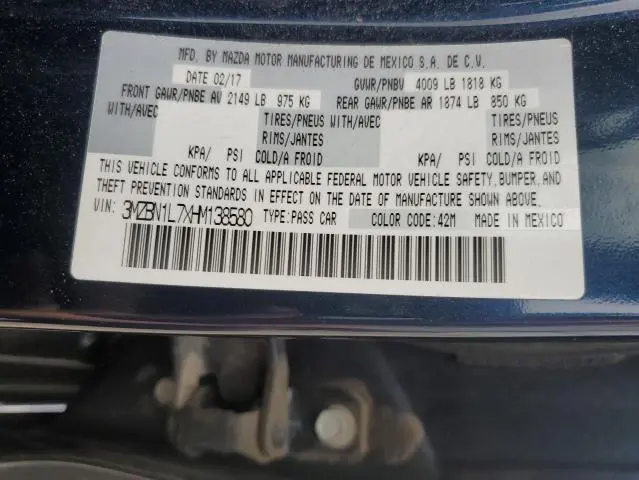 MFD. BY MAZDA MOTOR MANUFACTURING DE MEXICO S.A. DE C.V.
DATE 02/17 GVWR/PNBV 4009 LB 1818 KG
FRONT GAWR/PNBE AV 2149 LB 975 KG REAR GAWR/PNBE AR 1874 LB 850 KG
WITH/AVEC TIRES/PNEUS WITH/AVEC TIRES/PNEUS
RIMS/JANTES RIMS/JANTES
KPA/ PSI COLD/A FROID KPA/ PSI COLD/A FROID
THIS VEHICLE CONFORMS TO ALL APPLICABLE FEDERAL MOTOR VEHICLE SAFETY, BUMPER, AND
THEFT PREVENTION STANDARDS IN EFFECT ON THE DATE OF MANUFACTURE SHOWN ABOVE.
VIN: 3MZBN1L7XHM138580 TYPE:PASS CAR COLOR CODE:42M MADE IN MEXICO